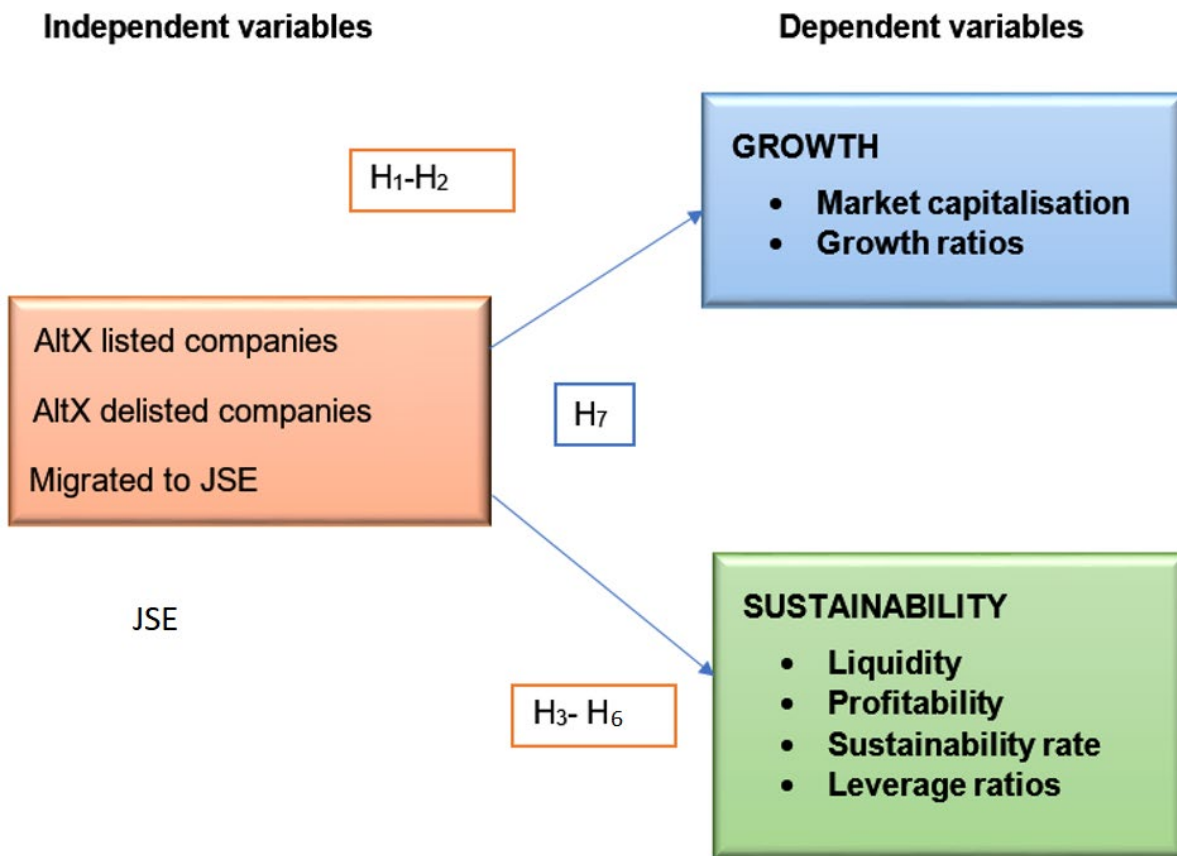 Independent variables
Dependent variables
GROWTH
• Market capitalisation
• Growth ratios
H₁-H₂
AltX listed companies
AltX delisted companies
Migrated to JSE
H₇
JSE
SUSTAINABILITY
• Liquidity
• Profitability
• Sustainability rate
• Leverage ratios
H₃- H₆